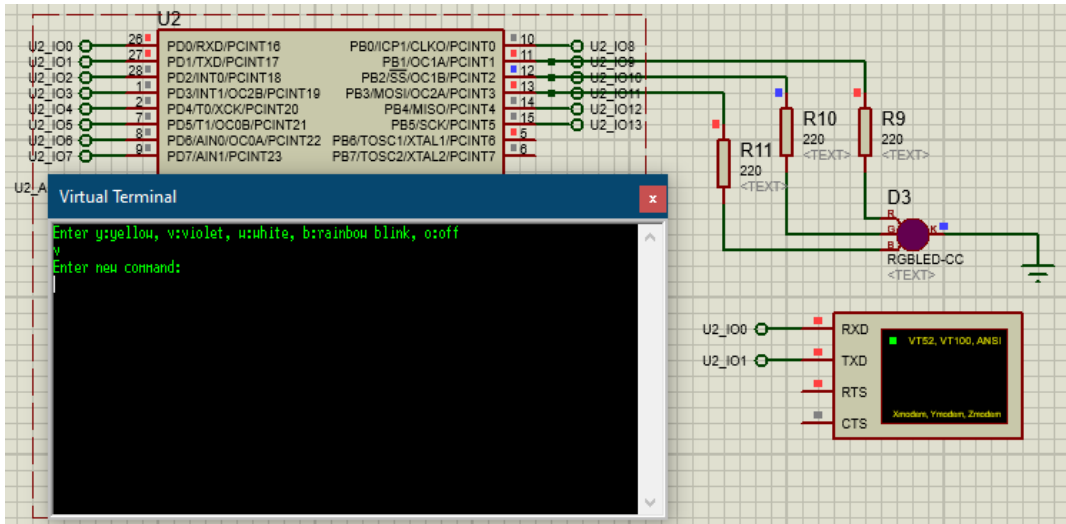 U2
U2_IO0 26 PD0/RXD/PCINT16 PB0/ICP1/CLKO/PCINT0 10 U2_IO8
U2_IO1 27 PD1/TXD/PCINT17 PB1/OC1A/PCINT1 11 U2_IO9
U2_IO2 28 PD2/INT0/PCINT18 PB2/SS/OC1B/PCINT2 12 U2_IO10
U2_IO3 1 PD3/INT1/OC2B/PCINT19 PB3/MOSI/OC2A/PCINT3 13 U2_IO11
U2_IO4 2 PD4/T0/XCK/PCINT20 PB4/MISO/PCINT4 14 U2_IO12
U2_IO5 7 PD5/T1/OC0B/PCINT21 PB5/SCK/PCINT5 15 U2_IO13
U2_IO6 8 PD6/AIN0/OC0A/PCINT22 PB6/TOSC1/XTAL1/PCINT6 5
U2_IO7 9 PD7/AIN1/PCINT23 PB7/TOSC2/XTAL2/PCINT7 6
U2_A
R11
220
<TEXT>
R10
220
<TEXT>
R9
220
<TEXT>
D3
R
G
B
K
RGBLED-CC
<TEXT>
Virtual Terminal
x
Enter y:yellow, v:violet, w:white, b:rainbow blink, o:off
v
Enter new command:
U2_IO0 RXD
U2_IO1 TXD
RTS
CTS
VT52, VT100, ANSI
Xmodem, Ymodem, Zmodem